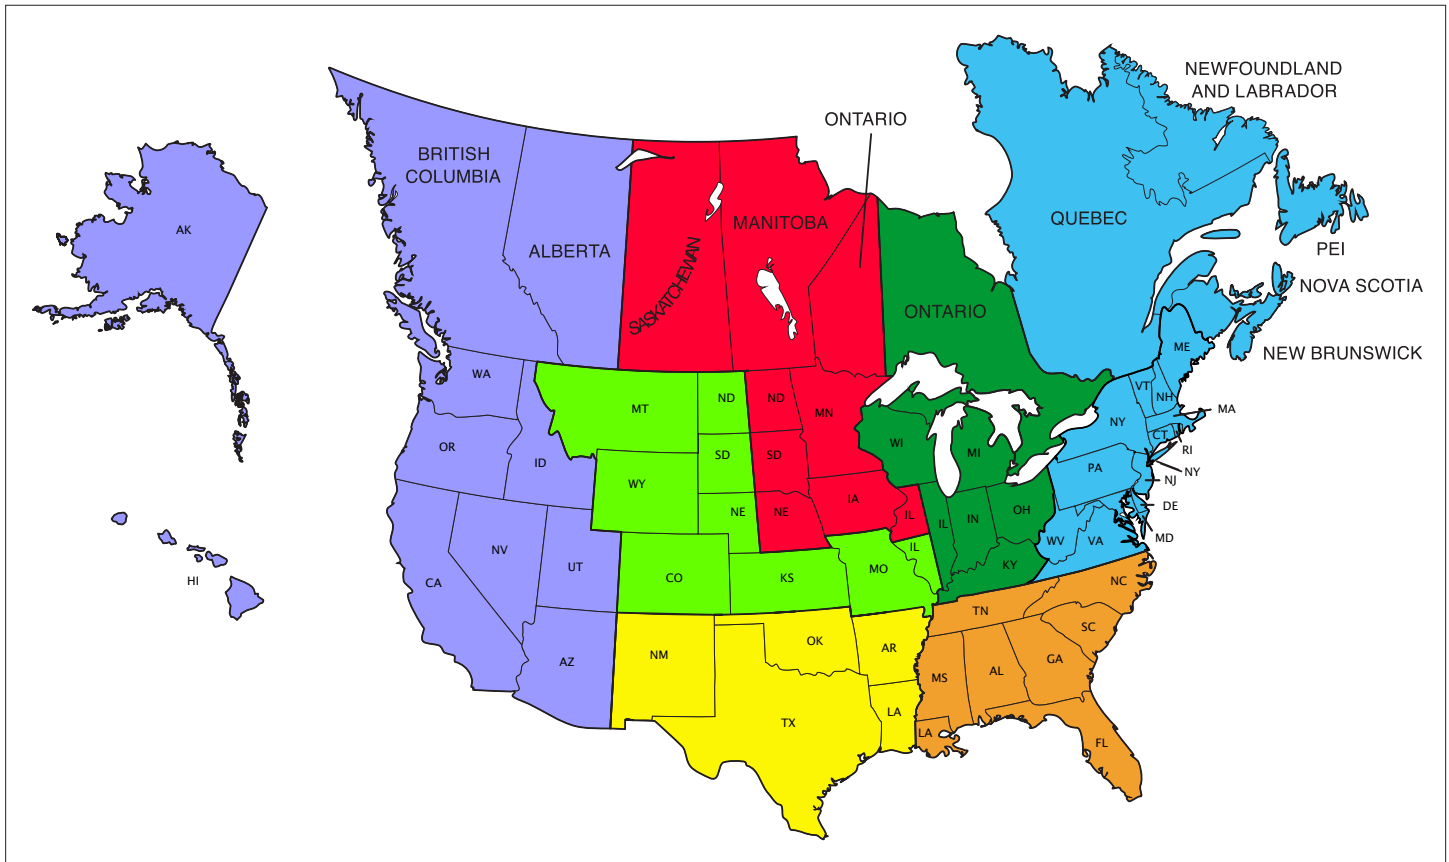 NEWFOUNDLAND
AND LABRADOR
ONTARIO
BRITISH
COLUMBIA
QUEBEC
MANITOBA
AK
ALBERTA
PEI
SASKATCHEWAN
NOVA SCOTIA
ONTARIO
NEW BRUNSWICK
ME
WA
VT
NH
MT
ND
ND
MN
MA
NY
OR
WI
CT
RI
ID
SD
SD
MI
PA
NY
NJ
WY
IA
NE
NE
IL
IL
IN
OH
DE
MD
NV
WV
VA
IL
UT
CO
KS
MO
KY
HI
CA
NC
TN
SC
OK
AR
NM
AZ
GA
MS
AL
LA
TX
LA
FL